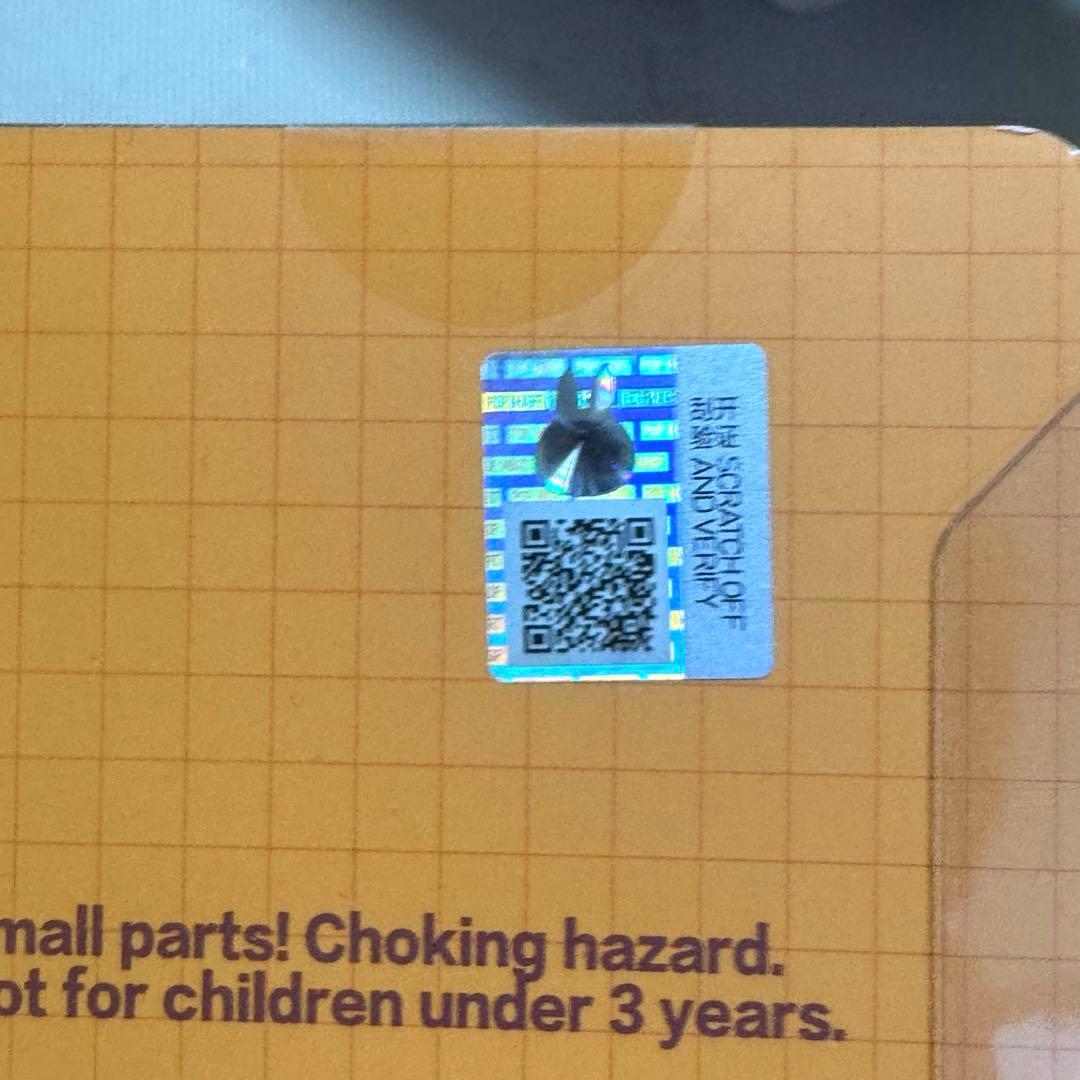 SCRATCH OFF
AND VERIFY
mall parts! Choking hazard.
ot for children under 3 years.